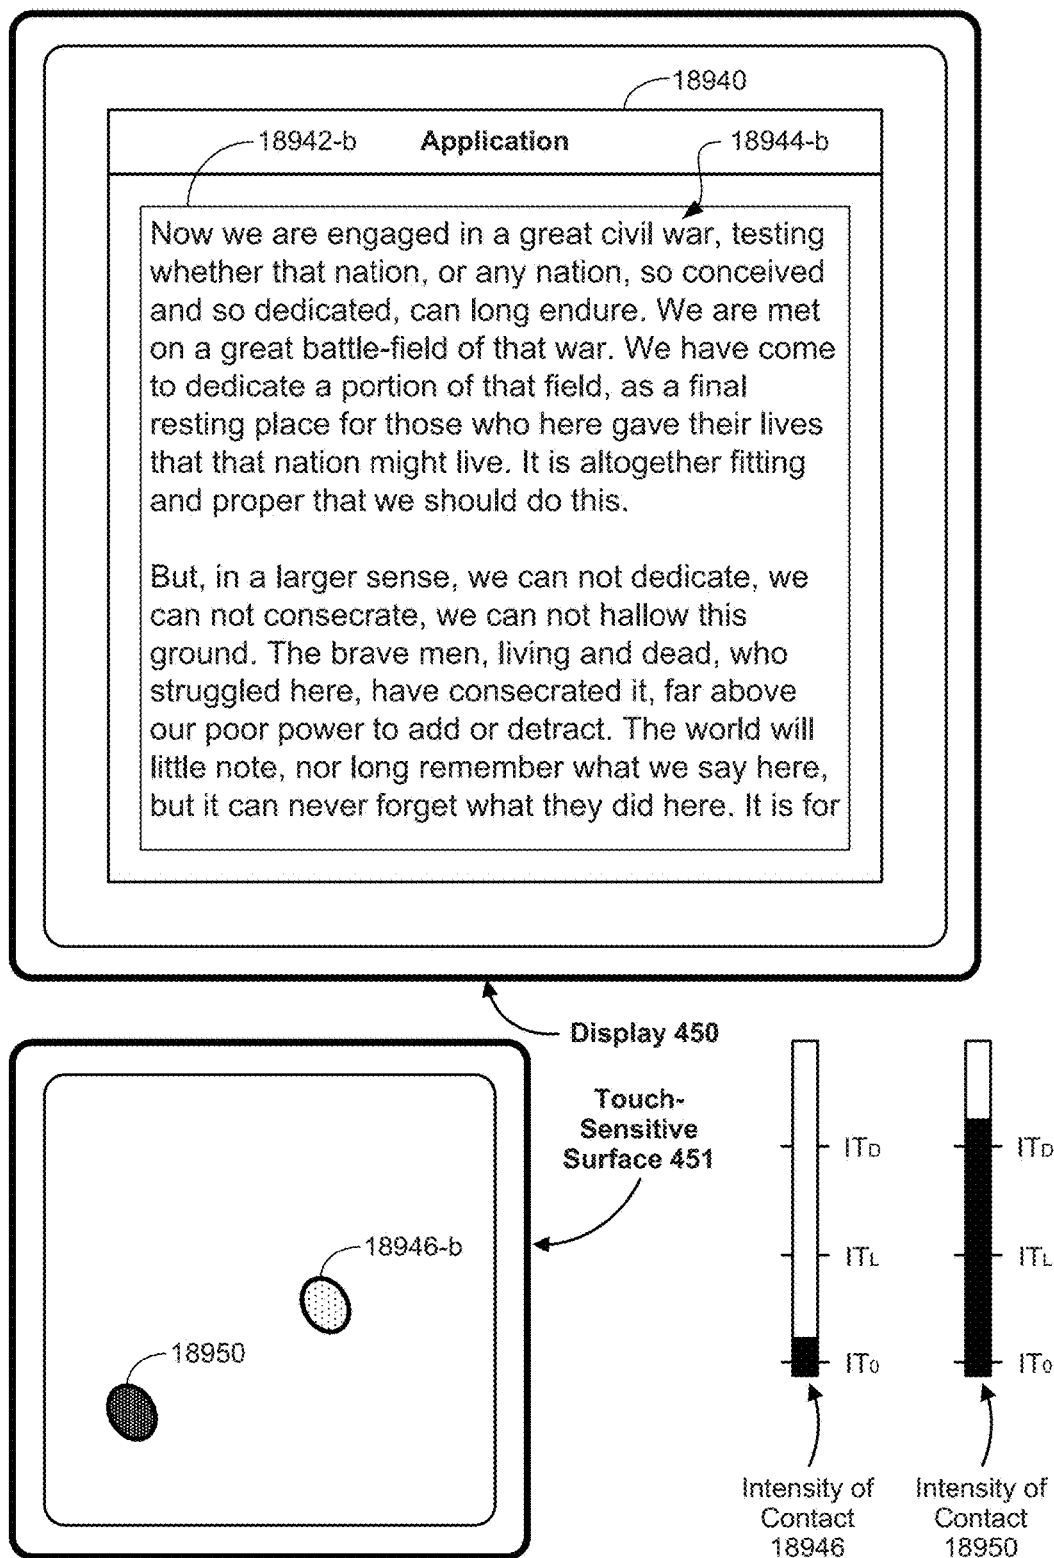 18940
18942-b
Application
18944-b
Now we are engaged in a great civil war, testing
whether that nation, or any nation, so conceived
and so dedicated, can long endure. We are met
on a great battle-field of that war. We have come
to dedicate a portion of that field, as a final
resting place for those who here gave their lives
that that nation might live. It is altogether fitting
and proper that we should do this.
But, in a larger sense, we can not dedicate, we
can not consecrate, we can not hallow this
ground. The brave men, living and dead, who
struggled here, have consecrated it, far above
our poor power to add or detract. The world will
little note, nor long remember what we say here,
but it can never forget what they did here. It is for
Display 450
Touch-
Sensitive
Surface 451
18946-b
18950
ITD
ITL
IT0
Intensity of
Contact
18946
ITD
ITL
IT0
Intensity of
Contact
18950